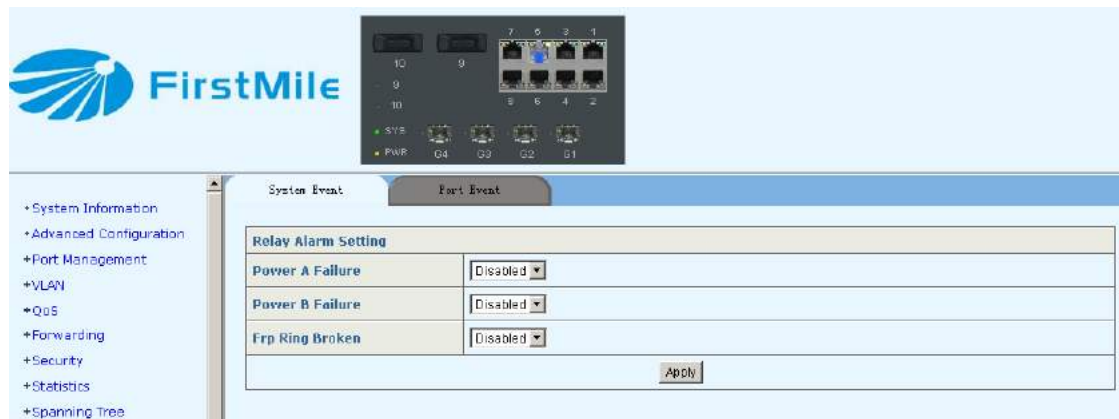 FirstMile
7 5 3 1
10 9
9
10
8 6 4 2
SYS
PWR G4 G3 G2 G1
System Event Port Event
+System Information
+Advanced Configuration
+Port Management
+VLAN
+QoS
+Forwarding
+Security
+Statistics
+Spanning Tree
Relay Alarm Setting
Power A Failure Disabled
Power B Failure Disabled
Frp Ring Broken Disabled
Apply